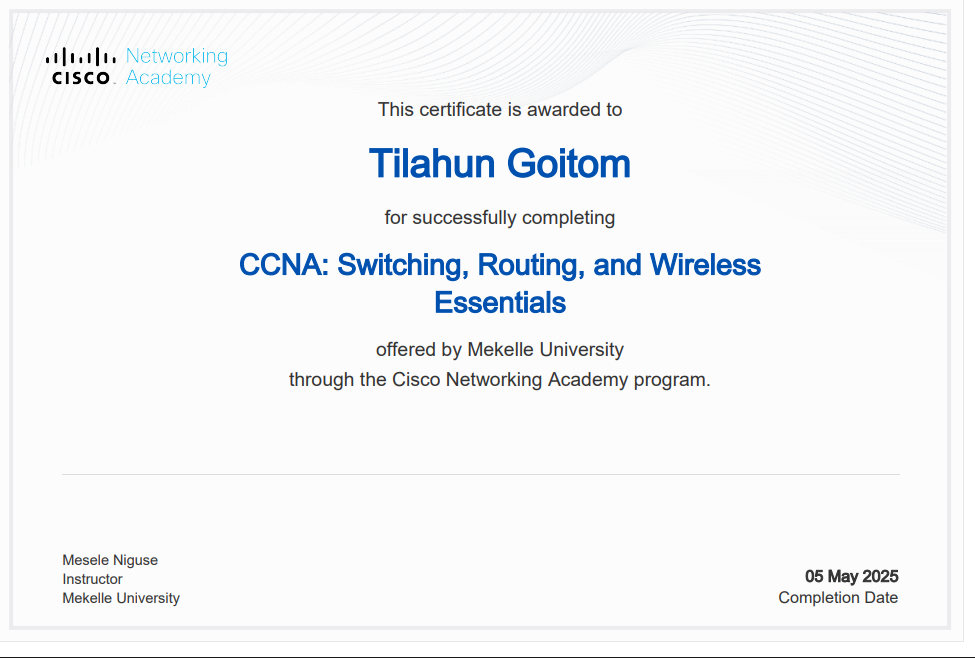 Networking
CISCO. Academy
This certificate is awarded to
Tilahun Goitom
for successfully completing
CCNA: Switching, Routing, and Wireless
Essentials
offered by Mekelle University
through the Cisco Networking Academy program.
Mesele Niguse
Instructor
Mekelle University
05 May 2025
Completion Date